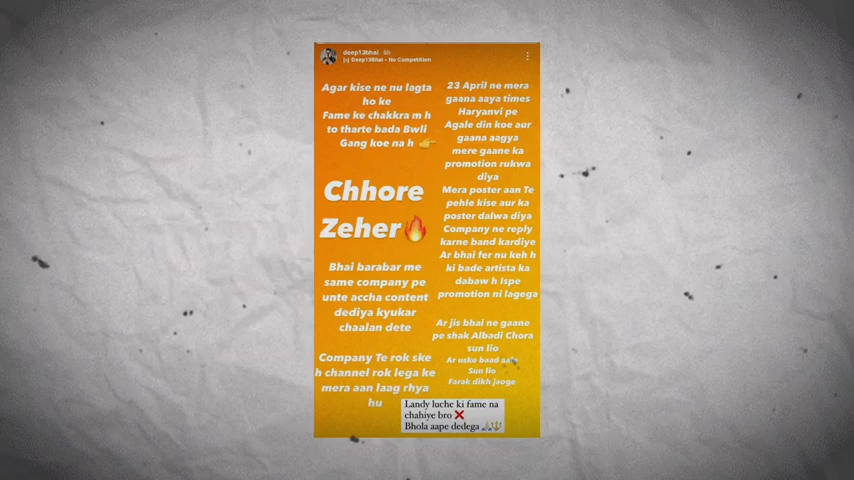 deep13bhai 6h
Deep13Bhai • No Competition
Agar kise ne nu lagta
ho ke
Fame ke chakkra m h
to tharte bada Bwli
Gang koe na h 👉
Chhore
Zeher🔥
Bhai barabar me
same company pe
unte accha content
dediya kyukar
chaalan dete
Company Te rok ske
h channel rok lega ke
mera aan laag rhya
hu
23 April ne mera
gaana aaya times
Haryanvi pe
Agale din koe aur
gaana aagya
mere gaane ka
promotion rukwa
diya
Mera poster aan Te
pehle kise aur ka
poster dalwa diya
Company ne reply
karne band kardiye
Ar bhai fer nu keh h
ki bade artista ka
dabaw h Ispe
promotion ni lagega
Ar jis bhai ne gaane
pe shak Albadi Chora
sun lio
Ar uske baad aale
Sun lio
Farak dikh jaoge
Landy luche ki fame na
chahiye bro ❌
Bhola aape dedega 🙏🔱